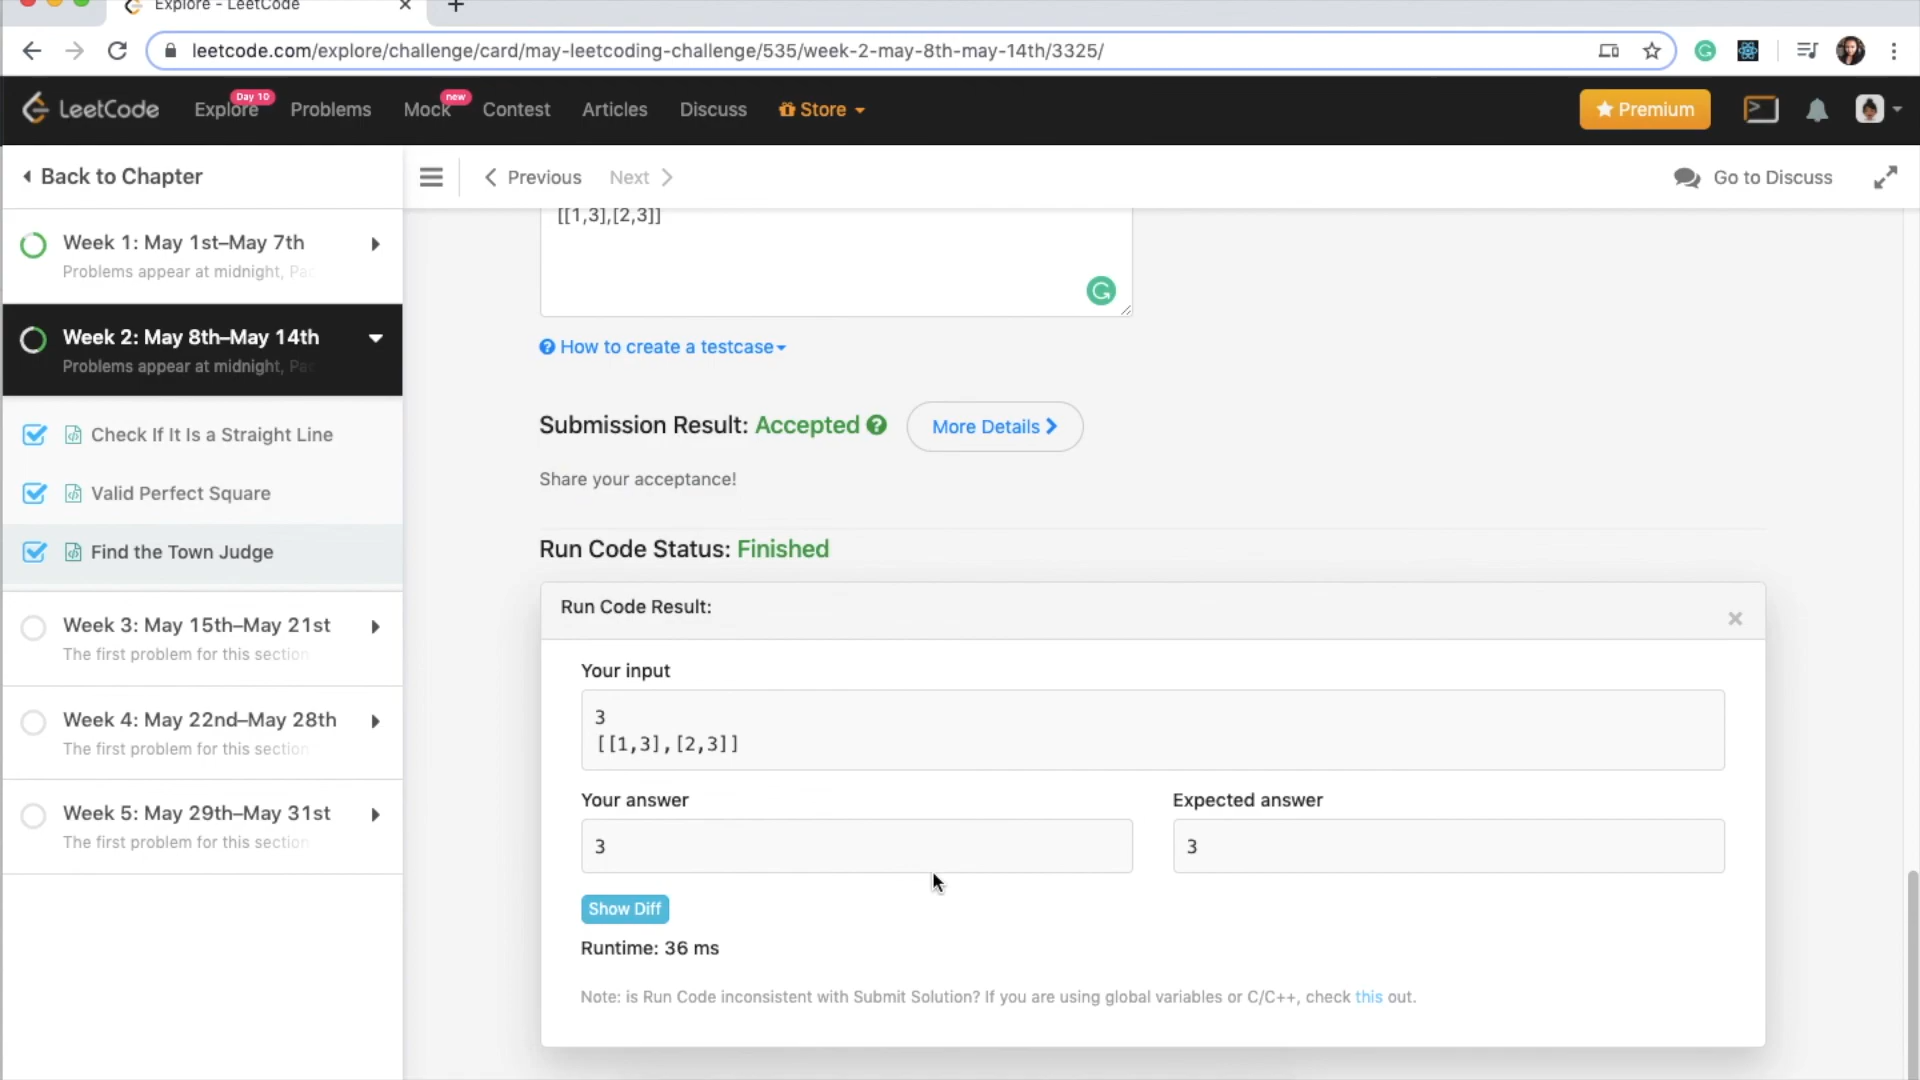 Explore - LeetCode
leetcode.com/explore/challenge/card/may-leetcoding-challenge/535/week-2-may-8th-may-14th/3325/
LeetCode Explore Day 10 Problems Mock new Contest Articles Discuss Store Premium
Back to Chapter
Previous Next Go to Discuss
Week 1: May 1st–May 7th
Problems appear at midnight, Pa
Week 2: May 8th–May 14th
Problems appear at midnight, Pa
Check If It Is a Straight Line
Valid Perfect Square
Find the Town Judge
Week 3: May 15th–May 21st
The first problem for this section
Week 4: May 22nd–May 28th
The first problem for this section
Week 5: May 29th–May 31st
The first problem for this section
[[1,3],[2,3]]
How to create a testcase
Submission Result: Accepted More Details
Share your acceptance!
Run Code Status: Finished
Run Code Result:
Your input
3
[[1,3],[2,3]]
Your answer
3
Expected answer
3
Show Diff
Runtime: 36 ms
Note: is Run Code inconsistent with Submit Solution? If you are using global variables or C/C++, check this out.